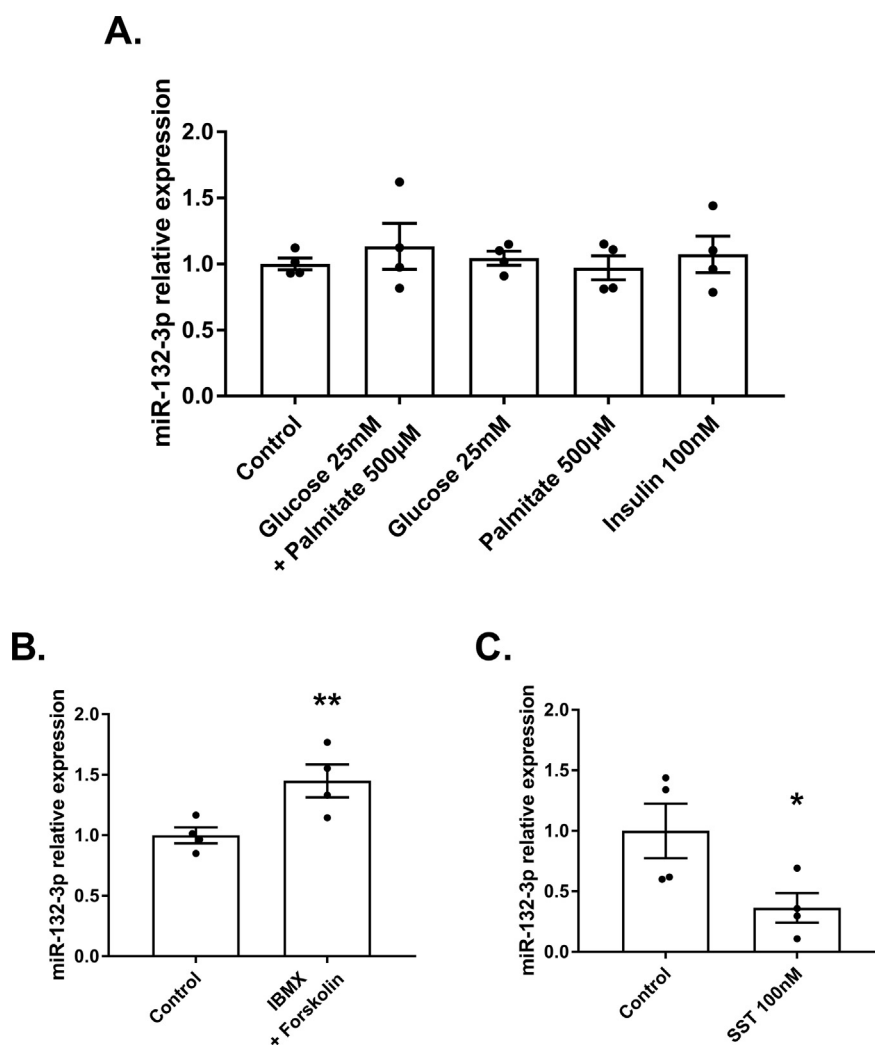 A.
miR-132-3p relative expression
2.0
1.5
1.0
0.5
0.0
Control
Glucose 25mM
+ Palmitate 500µM
Glucose 25mM
Palmitate 500µM
Insulin 100nM
B.
miR-132-3p relative expression
2.0
1.5
1.0
0.5
0.0
**
Control
IBMX
+ Forskolin
C.
miR-132-3p relative expression
2.0
1.5
1.0
0.5
0.0
*
Control
SST 100nM